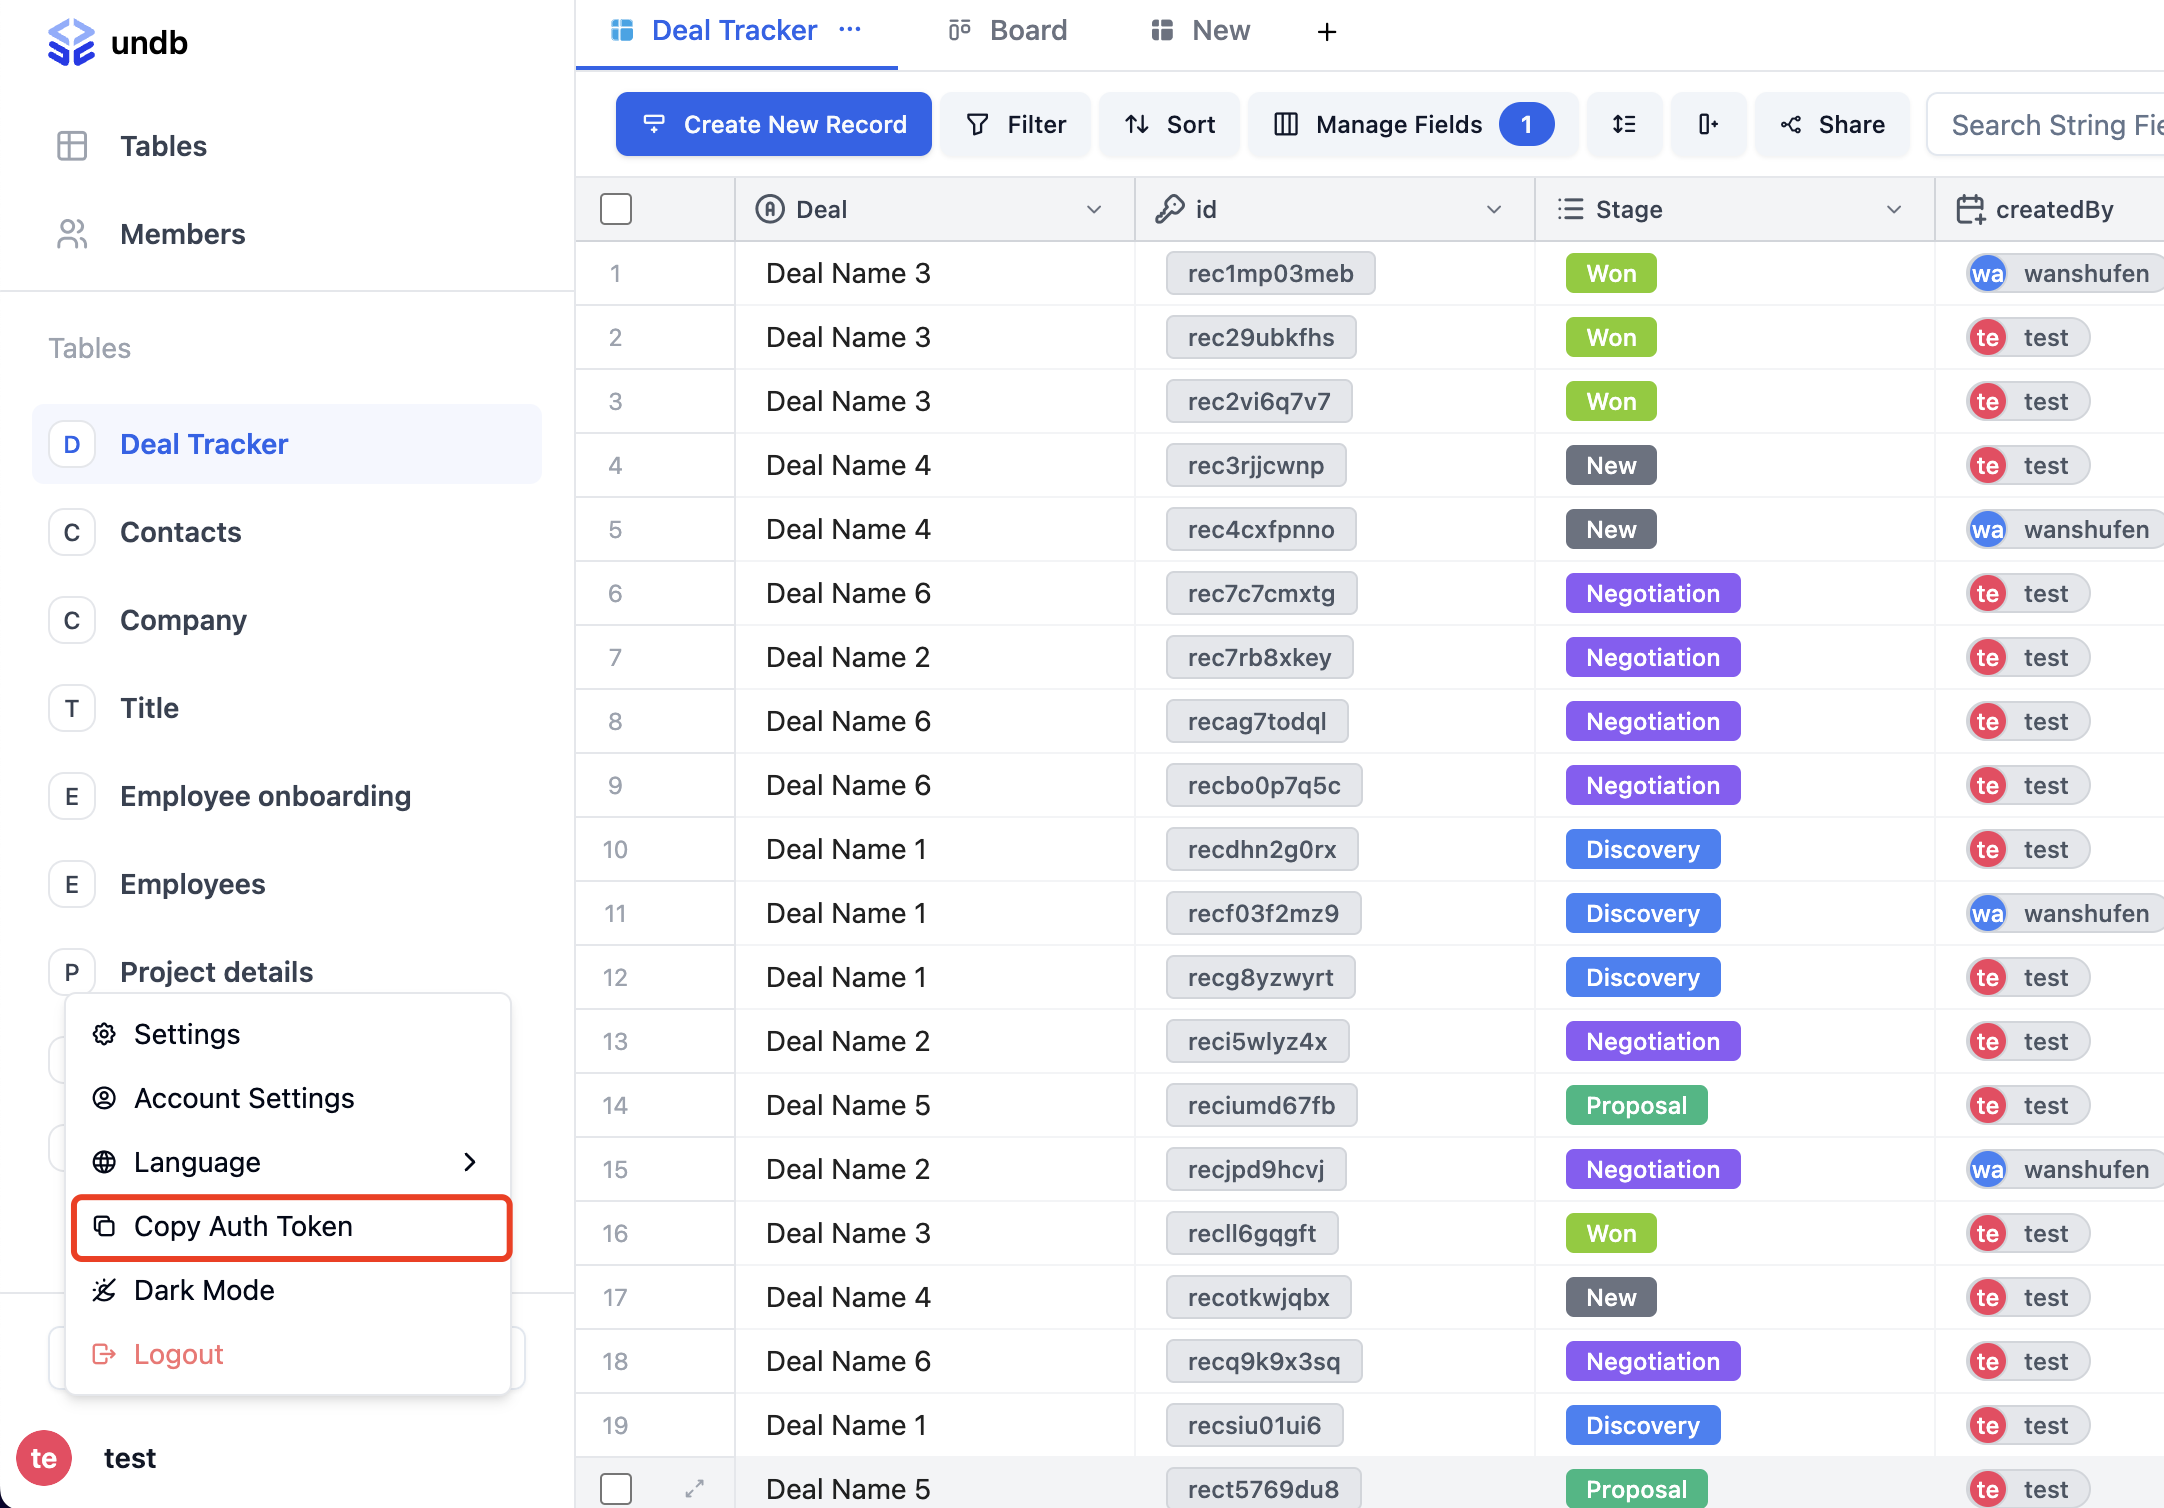 undb
Tables
Members
Tables
D Deal Tracker
C Contacts
C Company
T Title
E Employee onboarding
E Employees
P Project details
Settings
Account Settings
Language
Copy Auth Token
Dark Mode
Logout
te test
Deal Tracker ... Board New +
Create New Record Filter Sort Manage Fields 1 Share Search String Fie
Deal id Stage createdBy
1 Deal Name 3 rec1mp03meb Won wa wanshufen
2 Deal Name 3 rec29ubkfhs Won te test
3 Deal Name 3 rec2vi6q7v7 Won te test
4 Deal Name 4 rec3rjjcwnp New te test
5 Deal Name 4 rec4cxfpnno New wa wanshufen
6 Deal Name 6 rec7c7cmxtg Negotiation te test
7 Deal Name 2 rec7rb8xkey Negotiation te test
8 Deal Name 6 recag7todql Negotiation te test
9 Deal Name 6 recbo0p7q5c Negotiation te test
10 Deal Name 1 recdhn2g0rx Discovery te test
11 Deal Name 1 recf03f2mz9 Discovery wa wanshufen
12 Deal Name 1 recg8yzwyrt Discovery te test
13 Deal Name 2 reci5wlyz4x Negotiation te test
14 Deal Name 5 reciumd67fb Proposal te test
15 Deal Name 2 recjpd9hcvj Negotiation wa wanshufen
16 Deal Name 3 recll6gqgft Won te test
17 Deal Name 4 recotkwjqbx New te test
18 Deal Name 6 recq9k9x3sq Negotiation te test
19 Deal Name 1 recsiu01ui6 Discovery te test
Deal Name 5 rect5769du8 Proposal te test